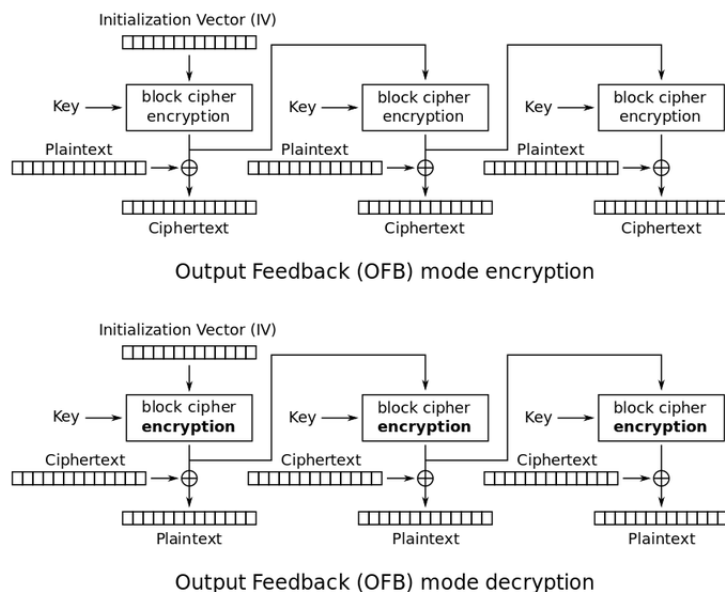 Initialization Vector (IV)
Key
block cipher
encryption
Key
block cipher
encryption
Key
block cipher
encryption
Plaintext
Plaintext
Plaintext
Ciphertext
Ciphertext
Ciphertext
Output Feedback (OFB) mode encryption
Initialization Vector (IV)
Key
block cipher
encryption
Key
block cipher
encryption
Key
block cipher
encryption
Ciphertext
Ciphertext
Ciphertext
Plaintext
Plaintext
Plaintext
Output Feedback (OFB) mode decryption